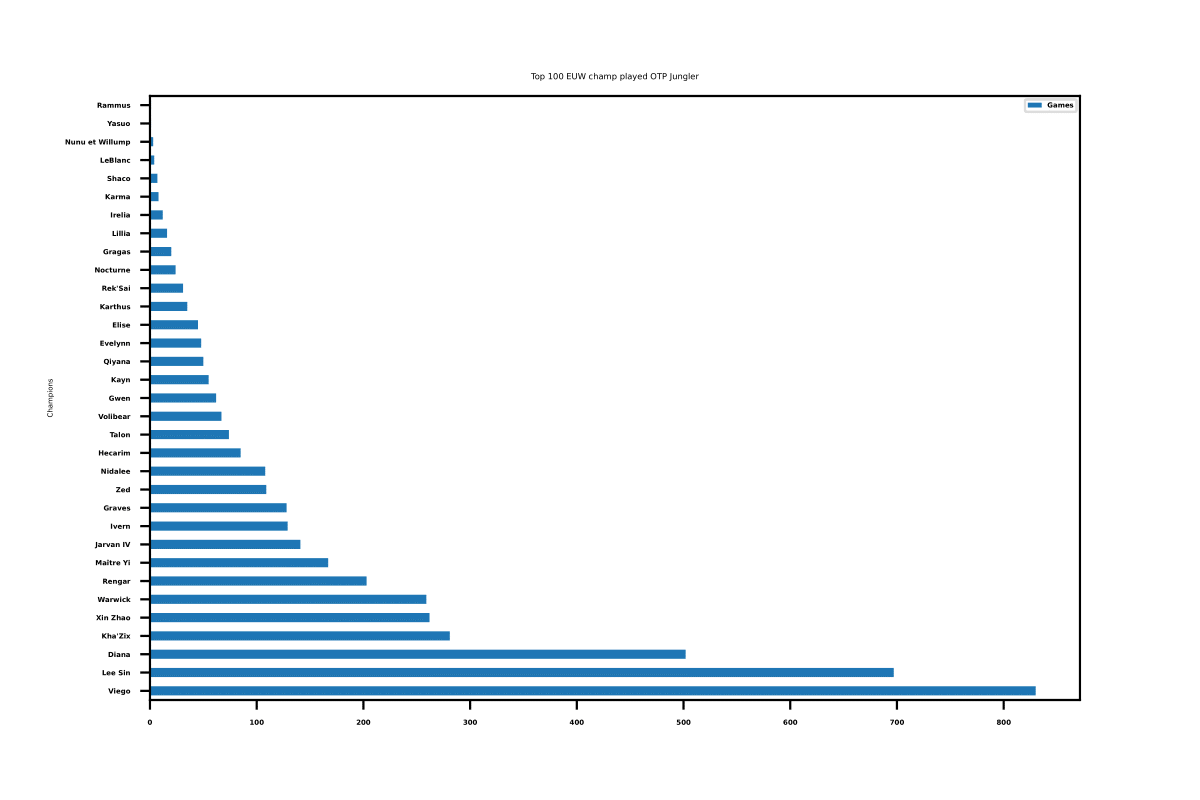 Top 100 EUW champ played OTP Jungler
Games
Rammus
Yasuo
Nunu et Willump
LeBlanc
Shaco
Karma
Irelia
Lillia
Gragas
Nocturne
Rek'Sai
Karthus
Elise
Evelynn
Qiyana
Kayn
Gwen
Volibear
Talon
Hecarim
Nidalee
Zed
Graves
Ivern
Jarvan IV
Maître Yi
Rengar
Warwick
Xin Zhao
Kha'Zix
Diana
Lee Sin
Viego
Champions
0 100 200 300 400 500 600 700 800